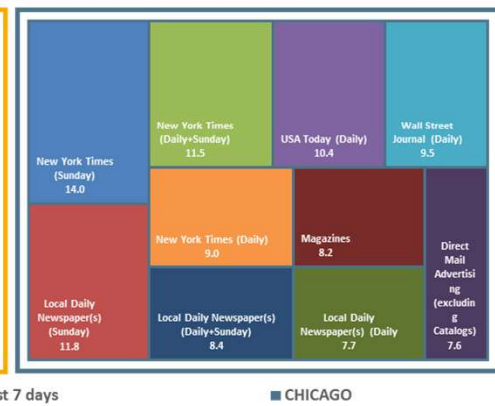 New York Times
(Sunday)
14.0
New York Times
(Daily+Sunday)
11.5
USA Today (Daily)
10.4
Wall Street
Journal (Daily)
9.5
Local Daily
Newspaper(s)
(Sunday)
11.8
New York Times (Daily)
9.0
Magazines
8.2
Local Daily Newspaper(s)
(Daily+Sunday)
8.4
Local Daily
Newspaper(s) (Daily
7.7
Direct
Mail
Advertisi
ng
(excludin
g
Catalogs)
7.6
st 7 days
CHICAGO